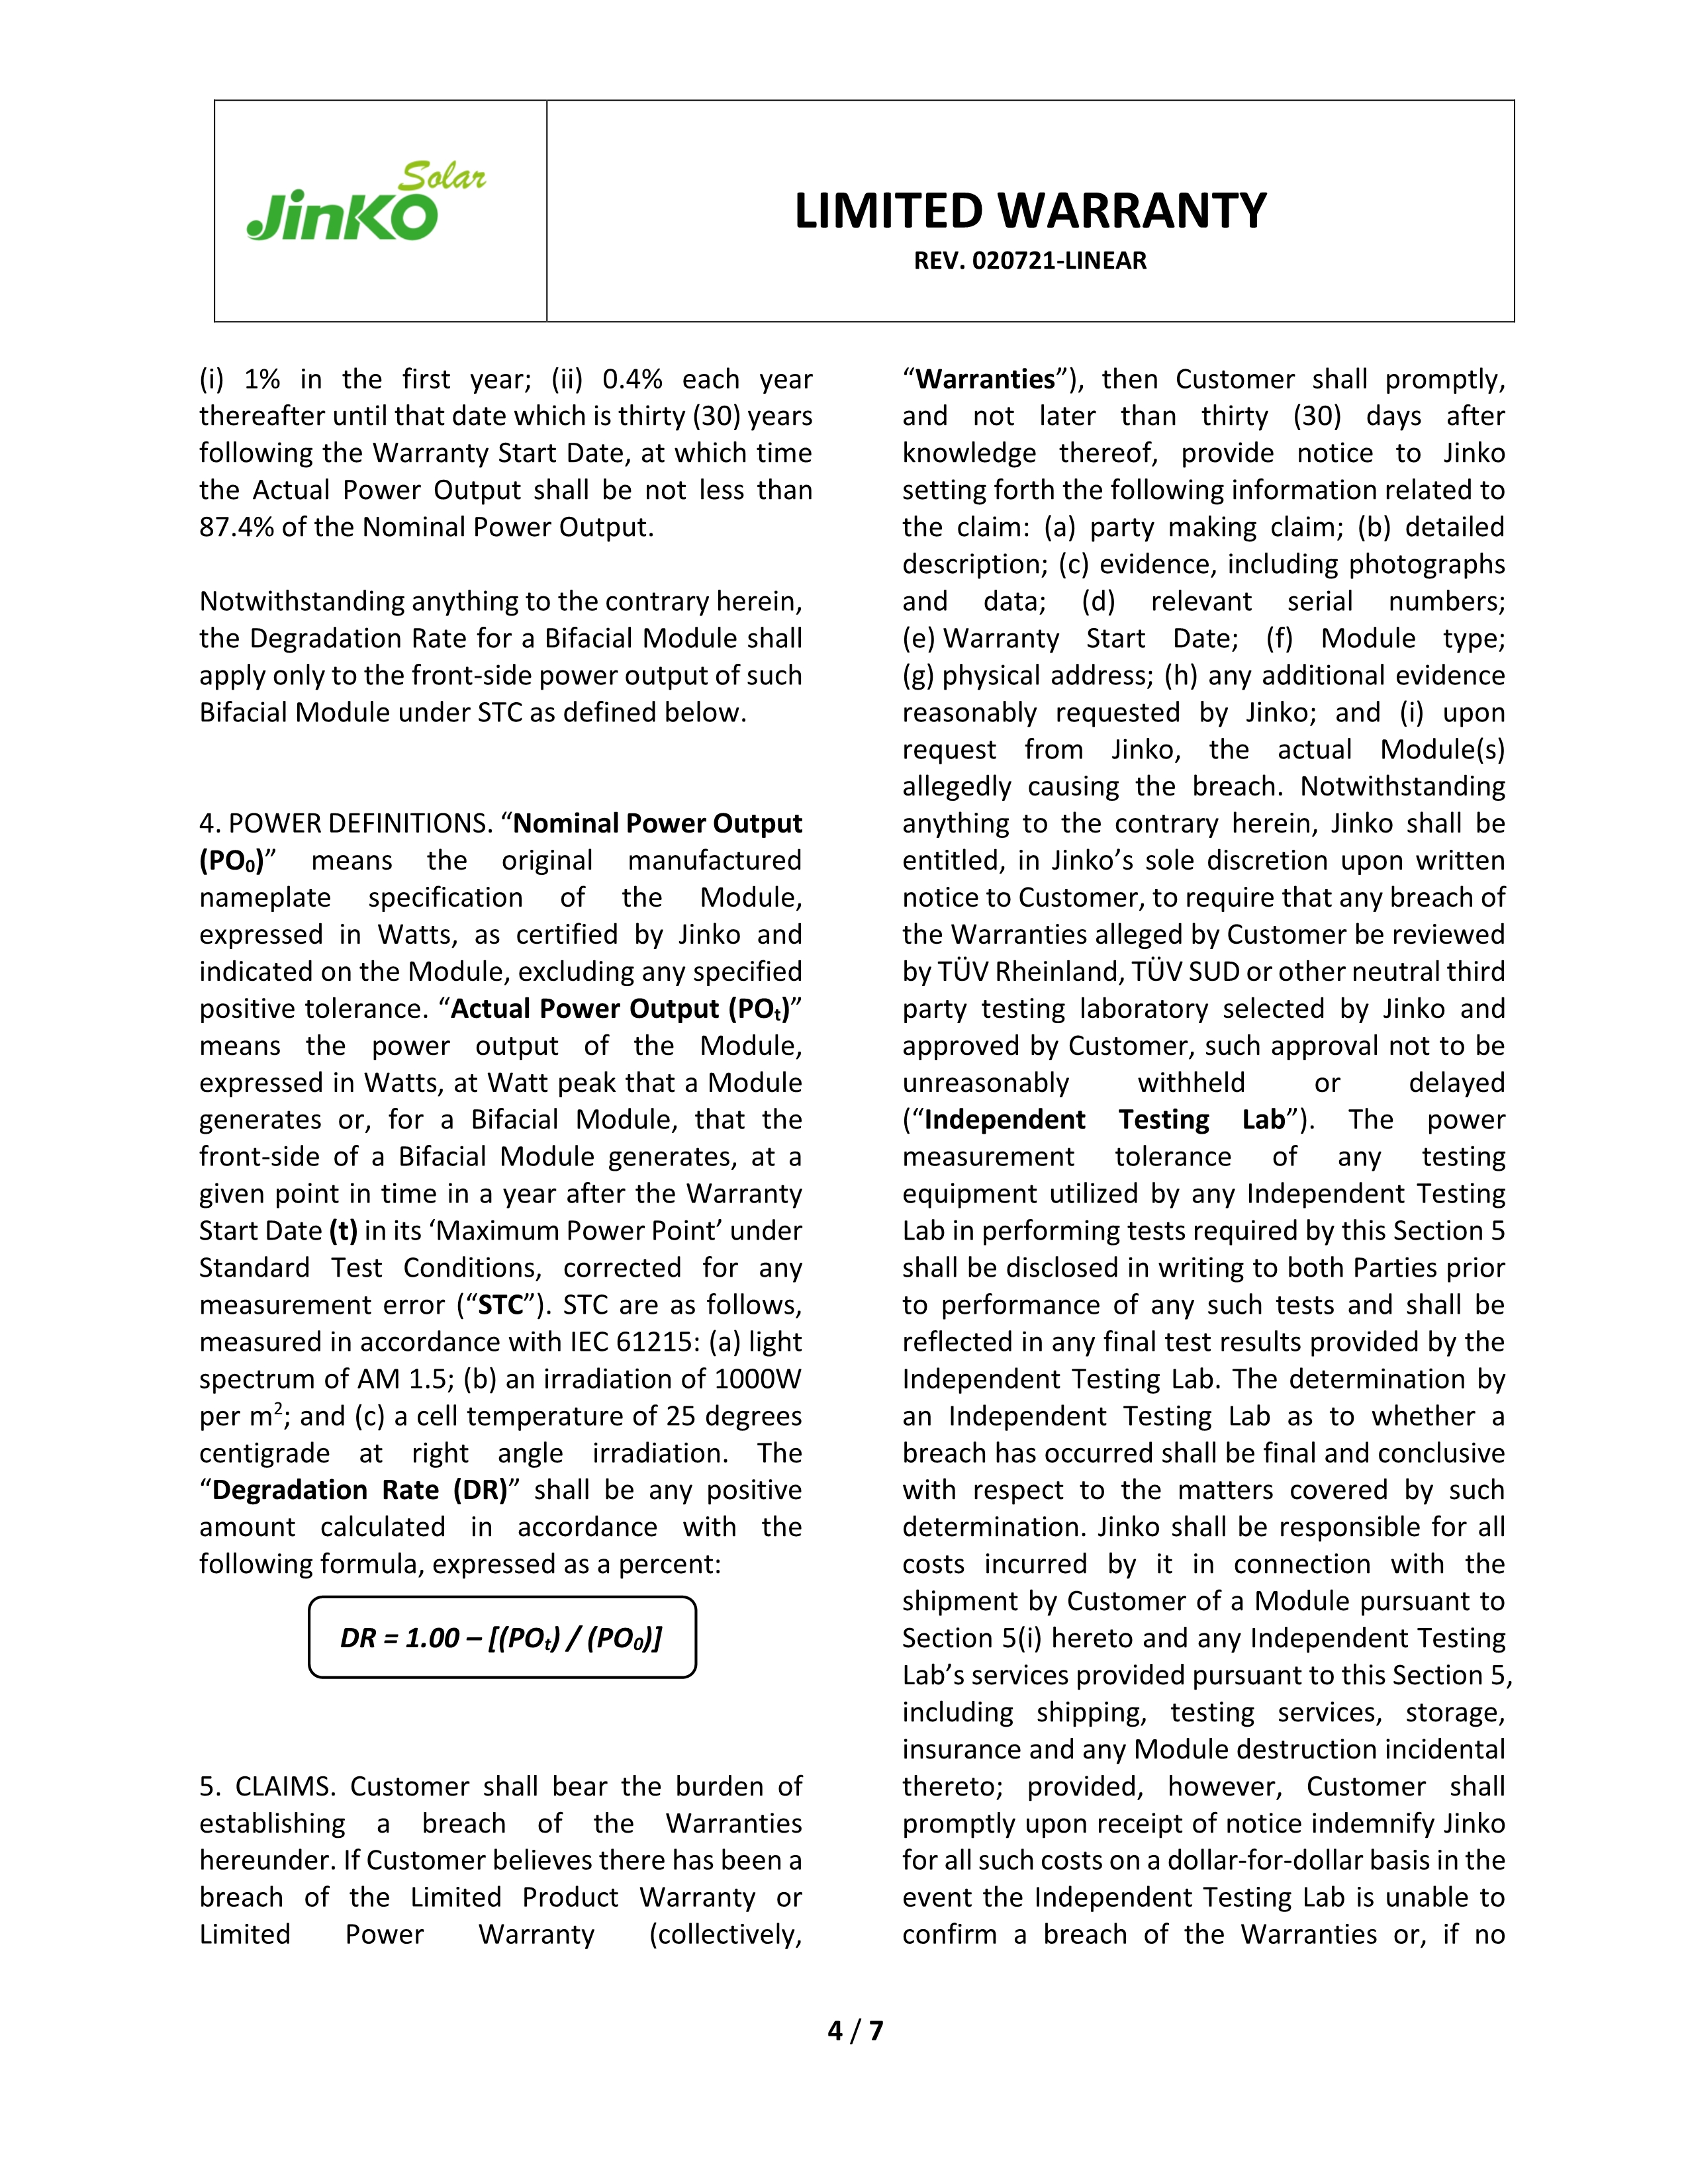 Solar
JinKO
LIMITED WARRANTY
REV. 020721-LINEAR
(i) 1% in the first year; (ii) 0.4% each year
thereafter until that date which is thirty (30) years
following the Warranty Start Date, at which time
the Actual Power Output shall be not less than
87.4% of the Nominal Power Output.
Notwithstanding anything to the contrary herein,
the Degradation Rate for a Bifacial Module shall
apply only to the front-side power output of such
Bifacial Module under STC as defined below.
4. POWER DEFINITIONS. “Nominal Power Output
(PO₀)” means the original manufactured
nameplate specification of the Module,
expressed in Watts, as certified by Jinko and
indicated on the Module, excluding any specified
positive tolerance. “Actual Power Output (POₜ)”
means the power output of the Module,
expressed in Watts, at Watt peak that a Module
generates or, for a Bifacial Module, that the
front-side of a Bifacial Module generates, at a
given point in time in a year after the Warranty
Start Date (t) in its ‘Maximum Power Point’ under
Standard Test Conditions, corrected for any
measurement error (“STC”). STC are as follows,
measured in accordance with IEC 61215: (a) light
spectrum of AM 1.5; (b) an irradiation of 1000W
per m²; and (c) a cell temperature of 25 degrees
centigrade at right angle irradiation. The
“Degradation Rate (DR)” shall be any positive
amount calculated in accordance with the
following formula, expressed as a percent:
DR = 1.00 – [(POₜ) / (PO₀)]
5. CLAIMS. Customer shall bear the burden of
establishing a breach of the Warranties
hereunder. If Customer believes there has been a
breach of the Limited Product Warranty or
Limited Power Warranty (collectively,
“Warranties”), then Customer shall promptly,
and not later than thirty (30) days after
knowledge thereof, provide notice to Jinko
setting forth the following information related to
the claim: (a) party making claim; (b) detailed
description; (c) evidence, including photographs
and data; (d) relevant serial numbers;
(e) Warranty Start Date; (f) Module type;
(g) physical address; (h) any additional evidence
reasonably requested by Jinko; and (i) upon
request from Jinko, the actual Module(s)
allegedly causing the breach. Notwithstanding
anything to the contrary herein, Jinko shall be
entitled, in Jinko’s sole discretion upon written
notice to Customer, to require that any breach of
the Warranties alleged by Customer be reviewed
by TÜV Rheinland, TÜV SUD or other neutral third
party testing laboratory selected by Jinko and
approved by Customer, such approval not to be
unreasonably withheld or delayed
(“Independent Testing Lab”). The power
measurement tolerance of any testing
equipment utilized by any Independent Testing
Lab in performing tests required by this Section 5
shall be disclosed in writing to both Parties prior
to performance of any such tests and shall be
reflected in any final test results provided by the
Independent Testing Lab. The determination by
an Independent Testing Lab as to whether a
breach has occurred shall be final and conclusive
with respect to the matters covered by such
determination. Jinko shall be responsible for all
costs incurred by it in connection with the
shipment by Customer of a Module pursuant to
Section 5(i) hereto and any Independent Testing
Lab’s services provided pursuant to this Section 5,
including shipping, testing services, storage,
insurance and any Module destruction incidental
thereto; provided, however, Customer shall
promptly upon receipt of notice indemnify Jinko
for all such costs on a dollar-for-dollar basis in the
event the Independent Testing Lab is unable to
confirm a breach of the Warranties or, if no
4 / 7